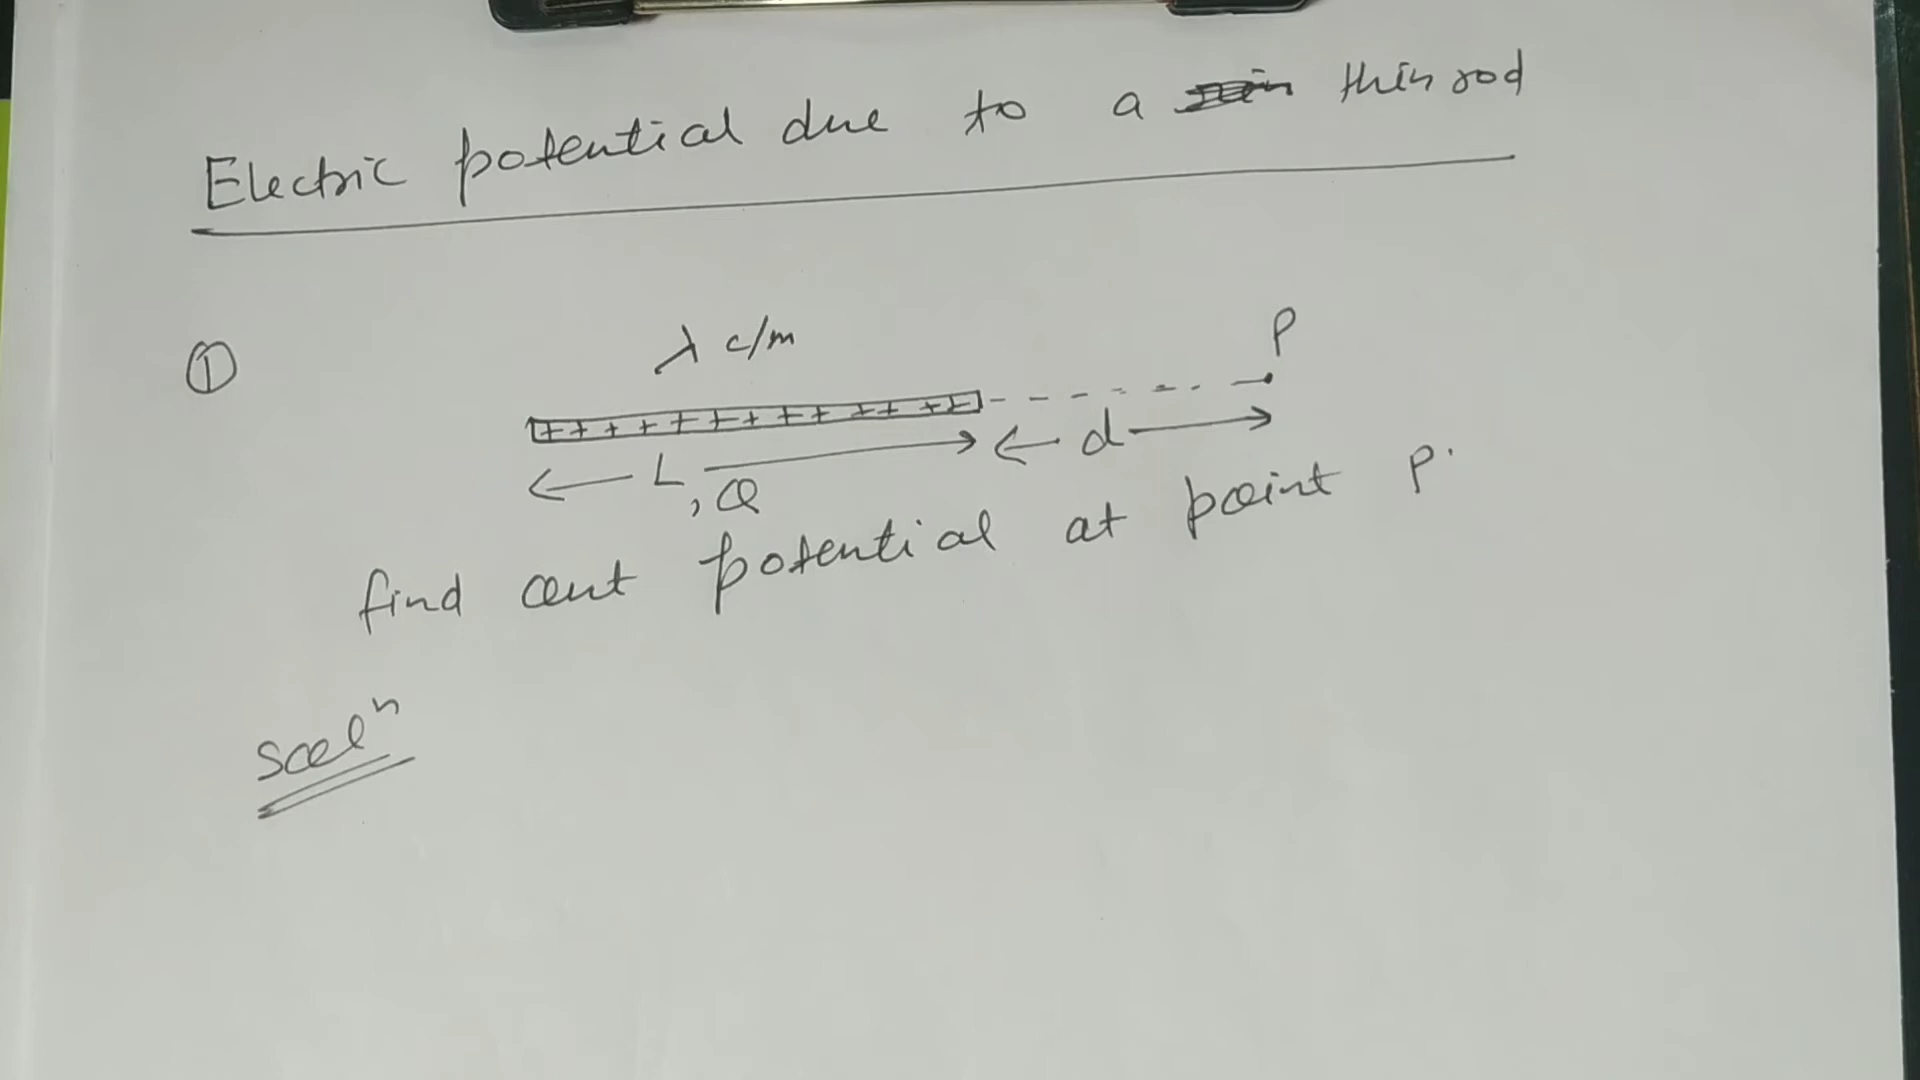 Electric potential due to a thin rod
① λ c/m
P
+ + + + + + + + + + + +
L, Q
d
find out potential at point P.
Solⁿ